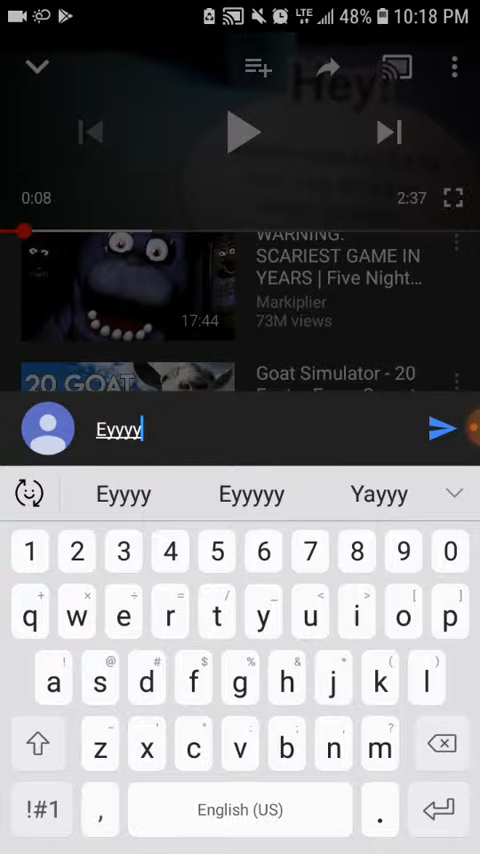 LTE 48% 10:18 PM
Hey!
0:08 2:37
WARNING:
SCARIEST GAME IN
YEARS | Five Night...
Markiplier
73M views
17:44
20 GOAT
Goat Simulator - 20
Eyyyy
Eyyyy Eyyyyy Yayyy
1 2 3 4 5 6 7 8 9 0
+ × ÷ = / _ < > [ ]
q w e r t y u i o p
! @ # $ % & * ( )
a s d f g h j k l
- ' " : ; , ?
z x c v b n m
!#1 , English (US) .